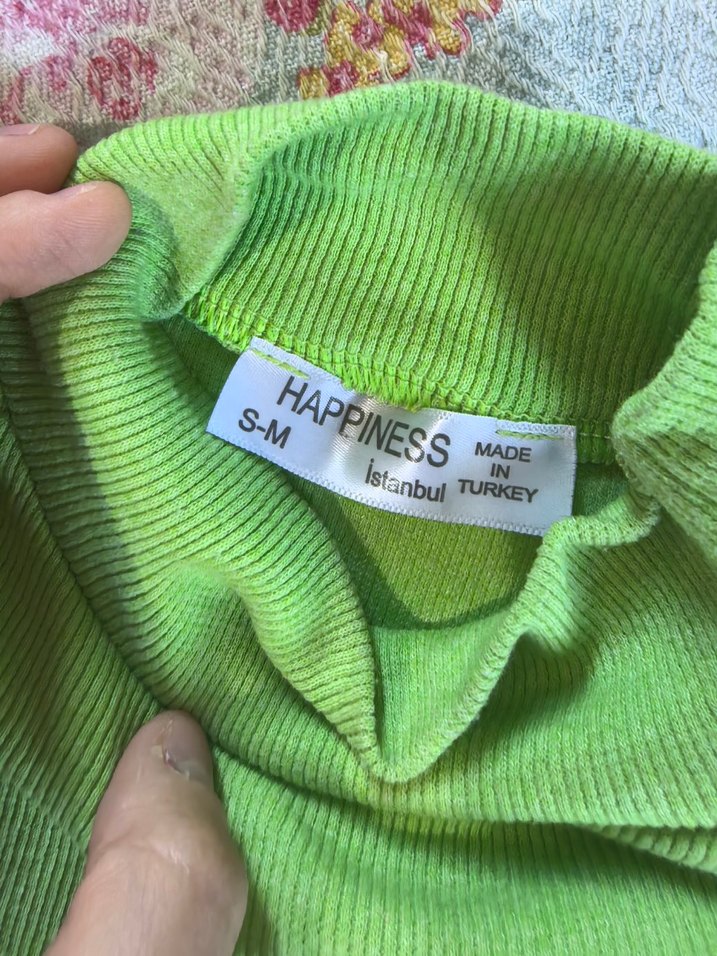 HAPPINESS
S-M
İstanbul
MADE
IN
TURKEY